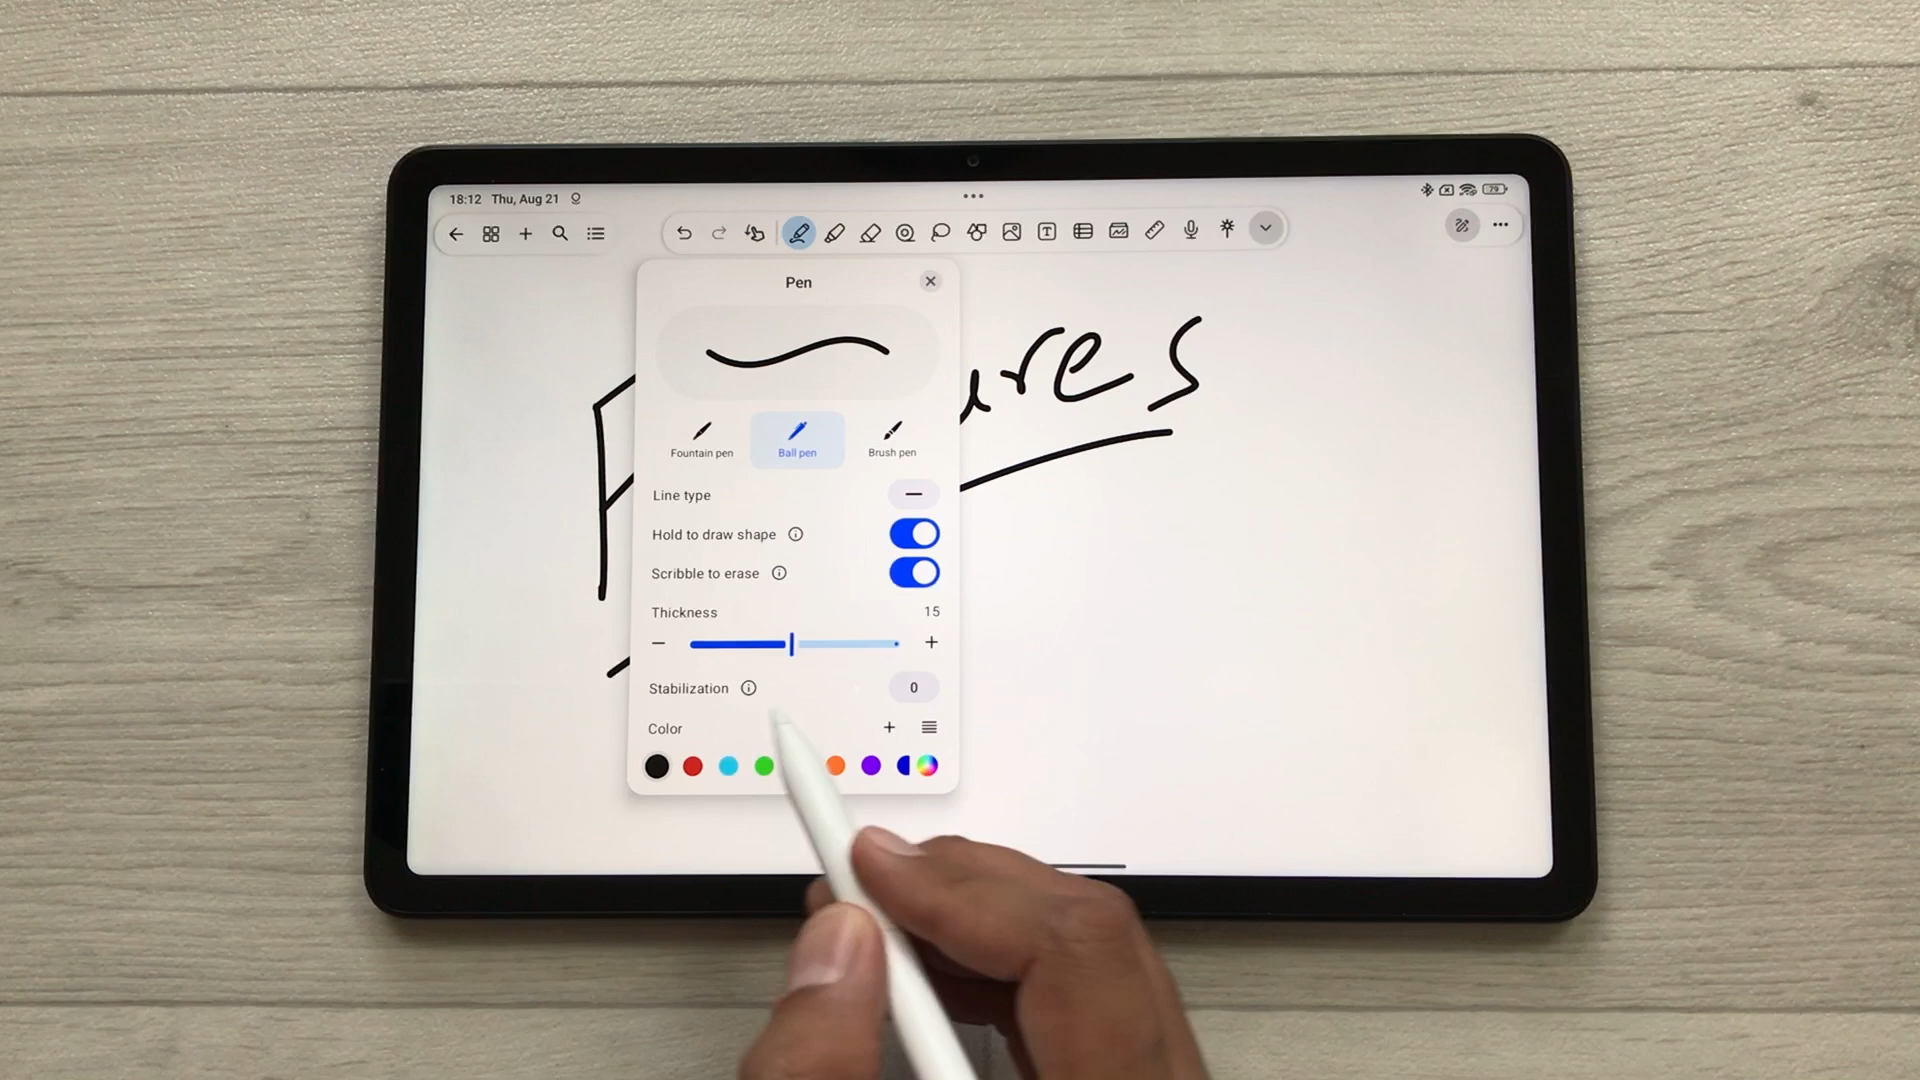 18:12 Thu, Aug 21
79
Pen
ures
Fountain pen Ball pen Brush pen
Line type
Hold to draw shape
Scribble to erase
Thickness 15
Stabilization 0
Color